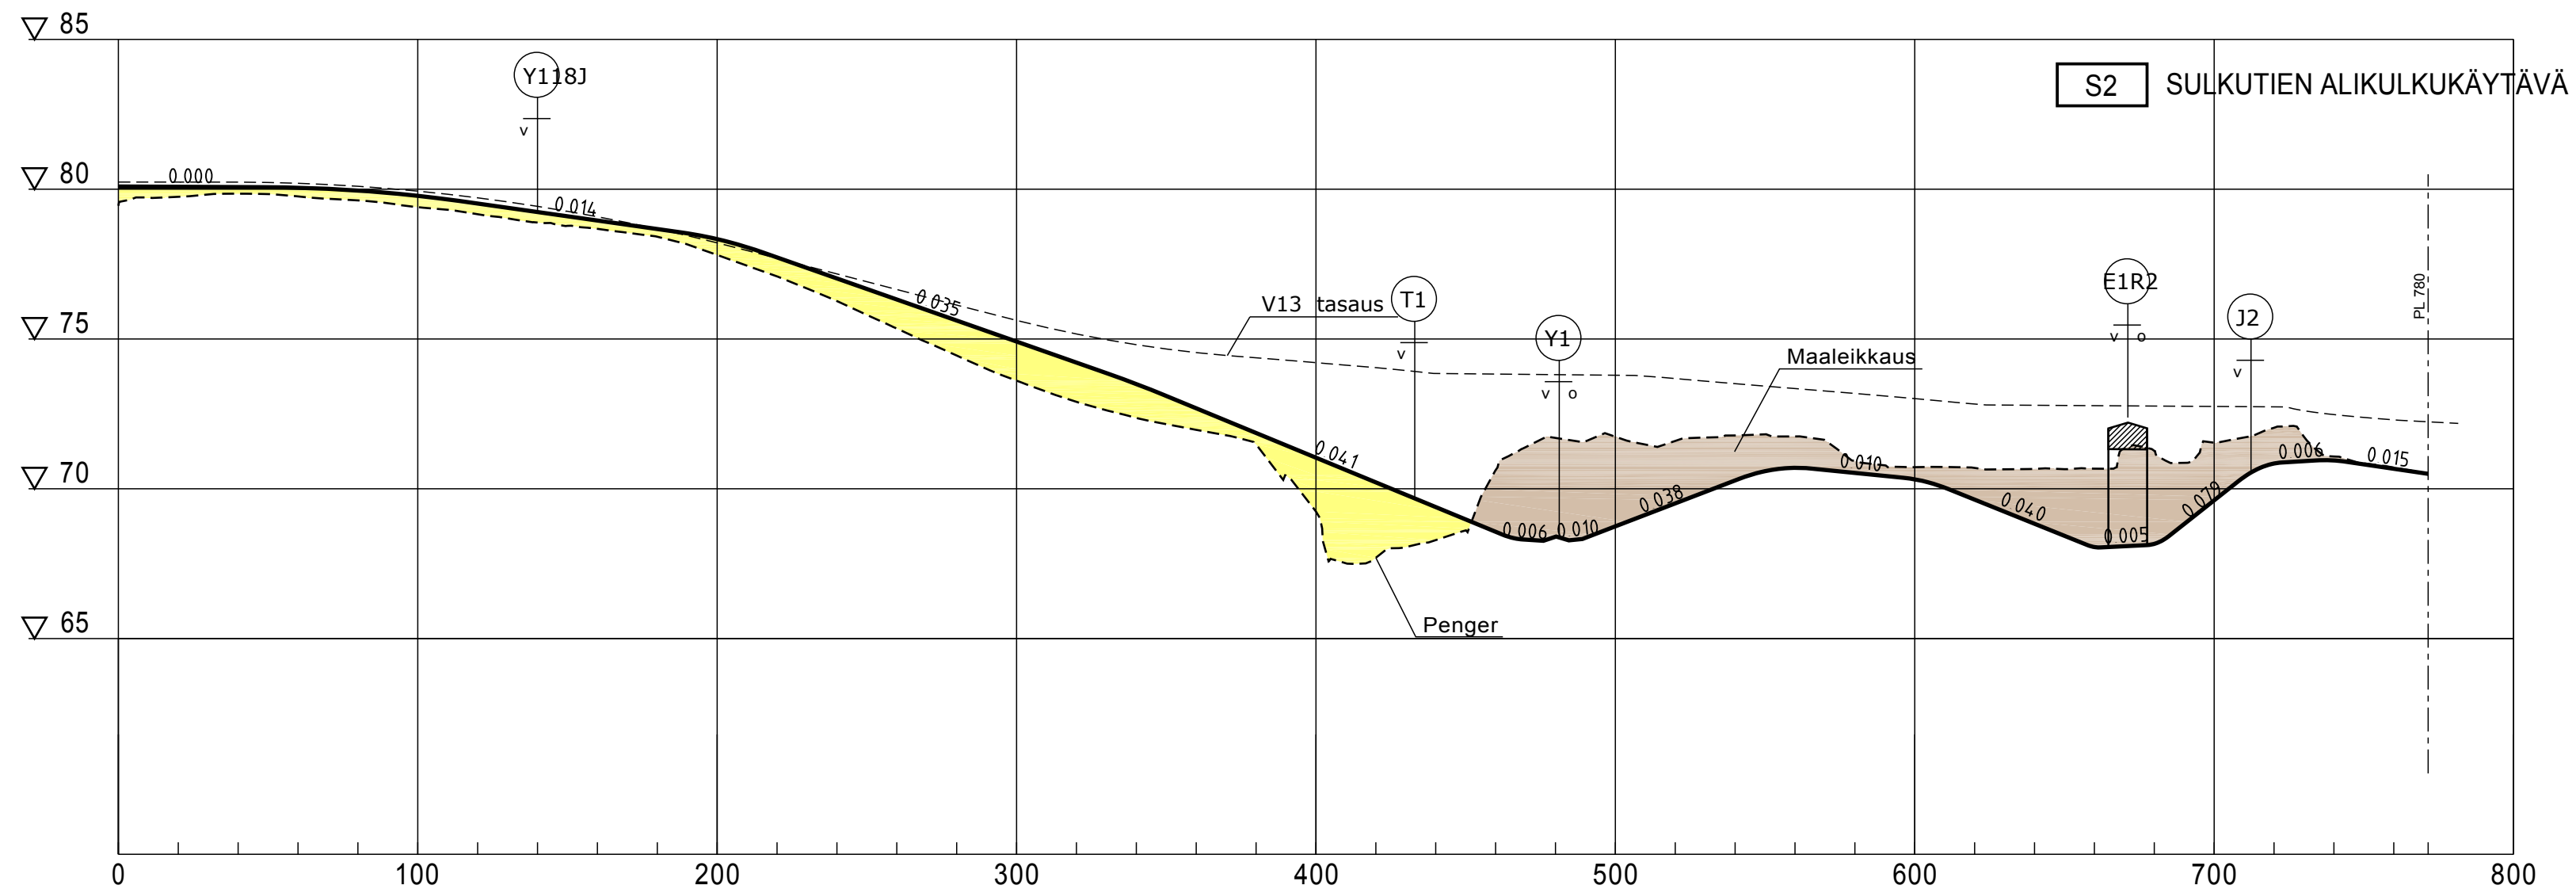 85
Y118J
v
S2 SULKUTIEN ALIKULKUKÄYTÄVÄ
80
0.000
0.014
0.035
75
V13 tasaus
T1
v
Y1
v o
Maaleikkaus
E1R2
v o
J2
v
PL 780
70
0.041
0.006
0.010
0.038
0.010
0.040
0.005
0.079
0.006
0.015
65
Penger
0 100 200 300 400 500 600 700 800